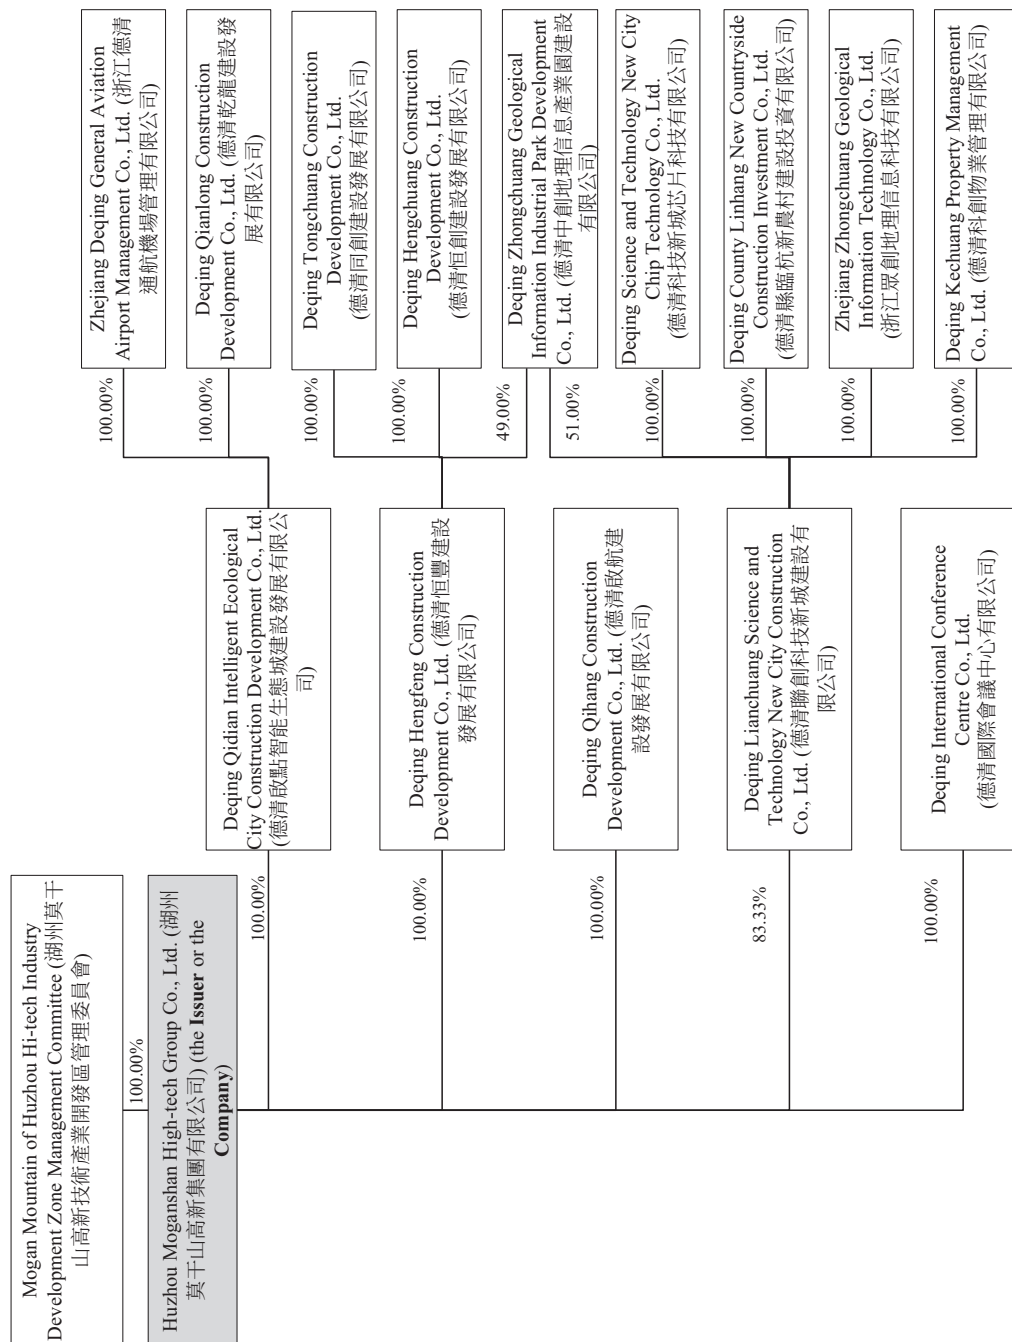 Mogan Mountain of Huzhou Hi-tech Industry
Development Zone Management Committee (湖州莫干
山高新技術產業開發區管理委員會)
100.00%
Huzhou Moganshan High-tech Group Co., Ltd. (湖州
莫干山高新集團有限公司) (the Issuer or the
Company)
100.00%
100.00%
100.00%
83.33%
100.00%
Deqing Qidian Intelligent Ecological
City Construction Development Co., Ltd.
(德清啟點智能生態城建設發展有限公
司)
Deqing Hengfeng Construction
Development Co., Ltd. (德清恒豐建設
發展有限公司)
Deqing Qihang Construction
Development Co., Ltd. (德清啟航建
設發展有限公司)
Deqing Lianchuang Science and
Technology New City Construction
Co., Ltd. (德清聯創科技新城建設有
限公司)
Deqing International Conference
Centre Co., Ltd.
(德清國際會議中心有限公司)
100.00%
100.00%
100.00%
100.00%
49.00%
51.00%
100.00%
100.00%
100.00%
100.00%
Zhejiang Deqing General Aviation
Airport Management Co., Ltd. (浙江德清
通航機場管理有限公司)
Deqing Qianlong Construction
Development Co., Ltd. (德清乾龍建設發
展有限公司)
Deqing Tongchuang Construction
Development Co., Ltd.
(德清同創建設發展有限公司)
Deqing Hengchuang Construction
Development Co., Ltd.
(德清恒創建設發展有限公司)
Deqing Zhongchuang Geological
Information Industrial Park Development
Co., Ltd. (德清中創地理信息產業園建設
有限公司)
Deqing Science and Technology New City
Chip Technology Co., Ltd.
(德清科技新城芯片科技有限公司)
Deqing County Linhang New Countryside
Construction Investment Co., Ltd.
(德清縣臨杭新農村建設投資有限公司)
Zhejiang Zhongchuang Geological
Information Technology Co., Ltd.
(浙江眾創地理信息科技有限公司)
Deqing Kechuang Property Management
Co., Ltd. (德清科創物業管理有限公司)